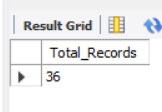 Result Grid
Total_Records
36